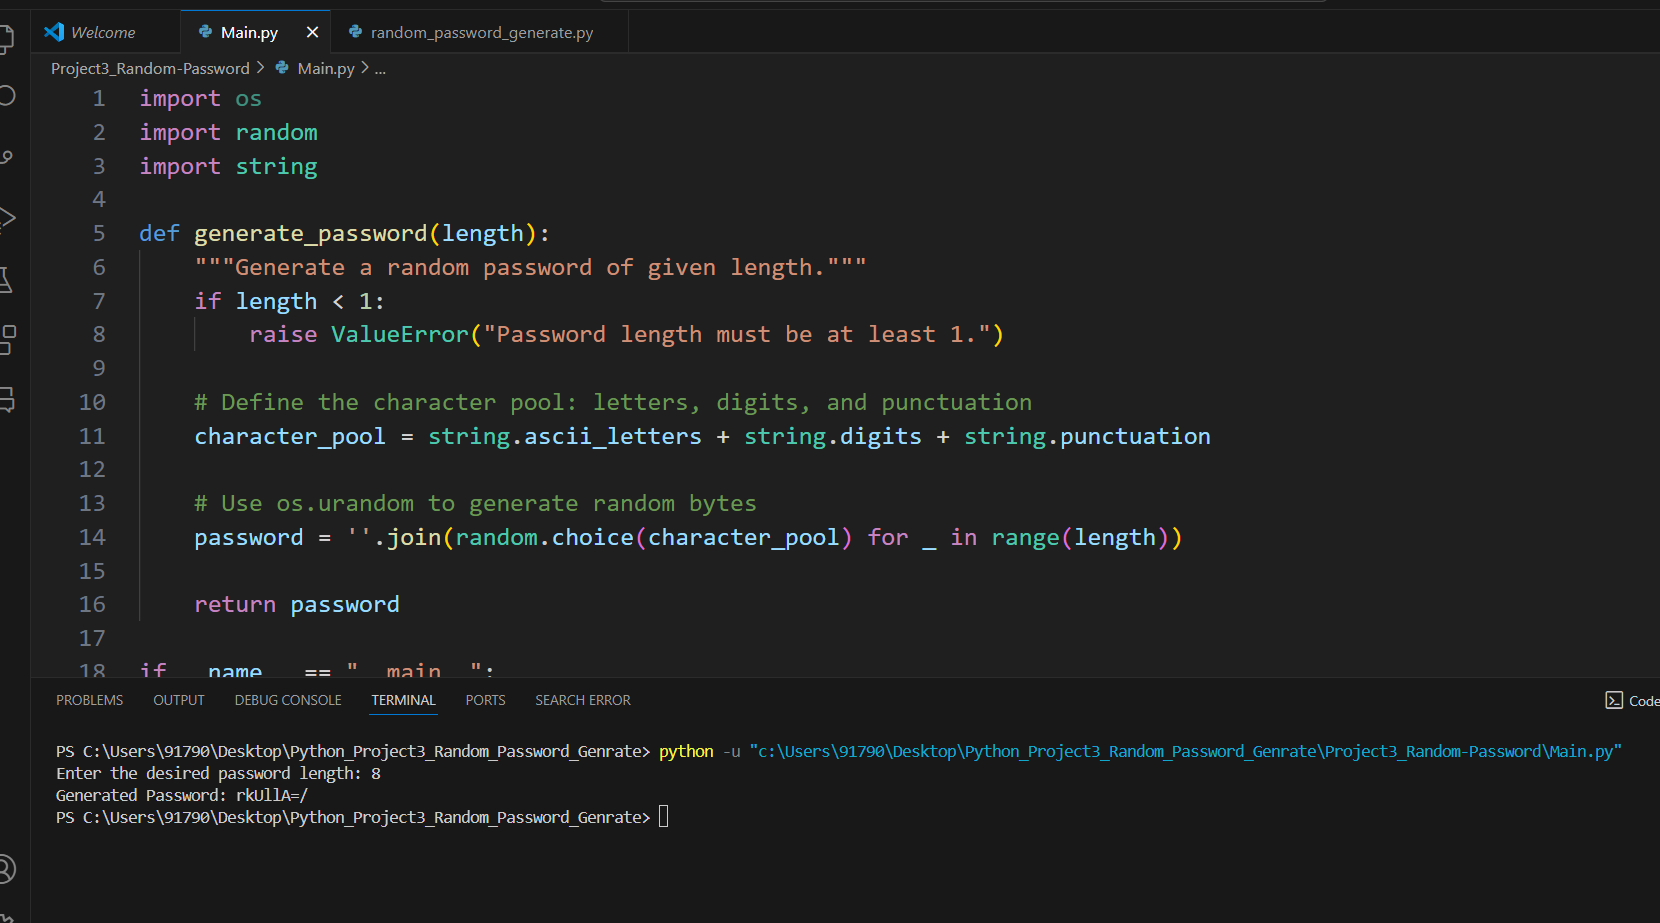 Welcome
Main.py
random_password_generate.py
Project3_Random-Password > Main.py > ...
1 import os
2 import random
3 import string
4
5 def generate_password(length):
6 """Generate a random password of given length."""
7 if length < 1:
8 raise ValueError("Password length must be at least 1.")
9
10 # Define the character pool: letters, digits, and punctuation
11 character_pool = string.ascii_letters + string.digits + string.punctuation
12
13 # Use os.urandom to generate random bytes
14 password = ''.join(random.choice(character_pool) for _ in range(length))
15
16 return password
17
18 if __name__ == "__main__":
PROBLEMS OUTPUT DEBUG CONSOLE TERMINAL PORTS SEARCH ERROR Code
PS C:\Users\91790\Desktop\Python_Project3_Random_Password_Genrate> python -u "c:\Users\91790\Desktop\Python_Project3_Random_Password_Genrate\Project3_Random-Password\Main.py"
Enter the desired password length: 8
Generated Password: rkUllA=/
PS C:\Users\91790\Desktop\Python_Project3_Random_Password_Genrate>